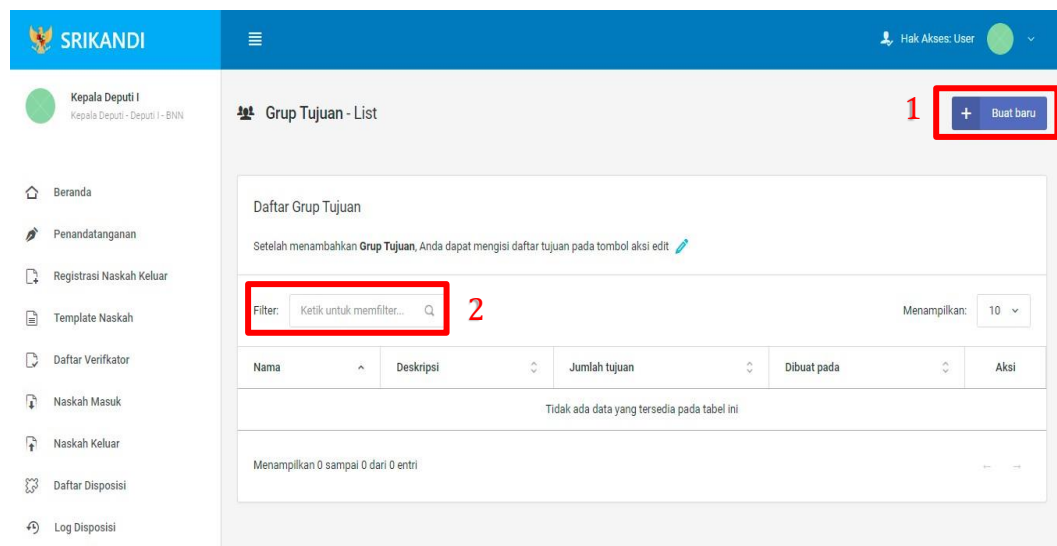 SRIKANDI
Hak Akses: User
Kepala Deputi I
Kepala Deputi - Deputi I - BNN
Grup Tujuan - List
1
+ Buat baru
Beranda
Penandatanganan
Registrasi Naskah Keluar
Template Naskah
Daftar Verifkator
Naskah Masuk
Naskah Keluar
Daftar Disposisi
Log Disposisi
Daftar Grup Tujuan
Setelah menambahkan Grup Tujuan, Anda dapat mengisi daftar tujuan pada tombol aksi edit
Filter: Ketik untuk memfilter...
2
Menampilkan: 10
Nama Deskripsi Jumlah tujuan Dibuat pada Aksi
Tidak ada data yang tersedia pada tabel ini
Menampilkan 0 sampai 0 dari 0 entri
← →